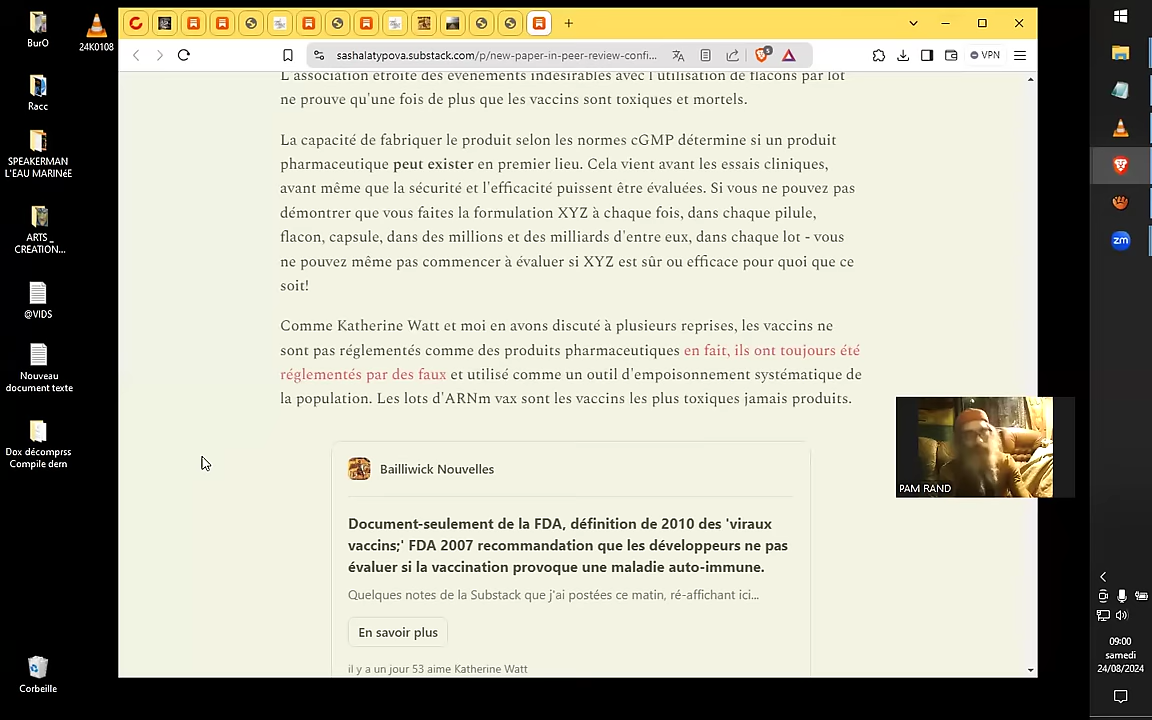 BurO
24K0108
Racc
SPEAKERMAN
L'EAU MARINéE
ARTS_
CREATION...
@VIDS
Nouveau
document texte
Dox décomprss
Compile dern
Corbeille
sashalatypova.substack.com/p/new-paper-in-peer-review-confi...
VPN
L'association étroite des événements indésirables avec l'utilisation de flacons par lot
ne prouve qu'une fois de plus que les vaccins sont toxiques et mortels.
La capacité de fabriquer le produit selon les normes cGMP détermine si un produit
pharmaceutique peut exister en premier lieu. Cela vient avant les essais cliniques,
avant même que la sécurité et l'efficacité puissent être évaluées. Si vous ne pouvez pas
démontrer que vous faites la formulation XYZ à chaque fois, dans chaque pilule,
flacon, capsule, dans des millions et des milliards d'entre eux, dans chaque lot - vous
ne pouvez même pas commencer à évaluer si XYZ est sûr ou efficace pour quoi que ce
soit!
Comme Katherine Watt et moi en avons discuté à plusieurs reprises, les vaccins ne
sont pas réglementés comme des produits pharmaceutiques en fait, ils ont toujours été
réglementés par des faux et utilisé comme un outil d'empoisonnement systématique de
la population. Les lots d'ARNm vax sont les vaccins les plus toxiques jamais produits.
Bailliwick Nouvelles
Document-seulement de la FDA, définition de 2010 des 'viraux
vaccins;' FDA 2007 recommandation que les développeurs ne pas
évaluer si la vaccination provoque une maladie auto-immune.
Quelques notes de la Substack que j'ai postées ce matin, ré-affichant ici...
En savoir plus
il y a un jour 53 aime Katherine Watt
PAM RAND
zm
09:00
samedi
24/08/2024